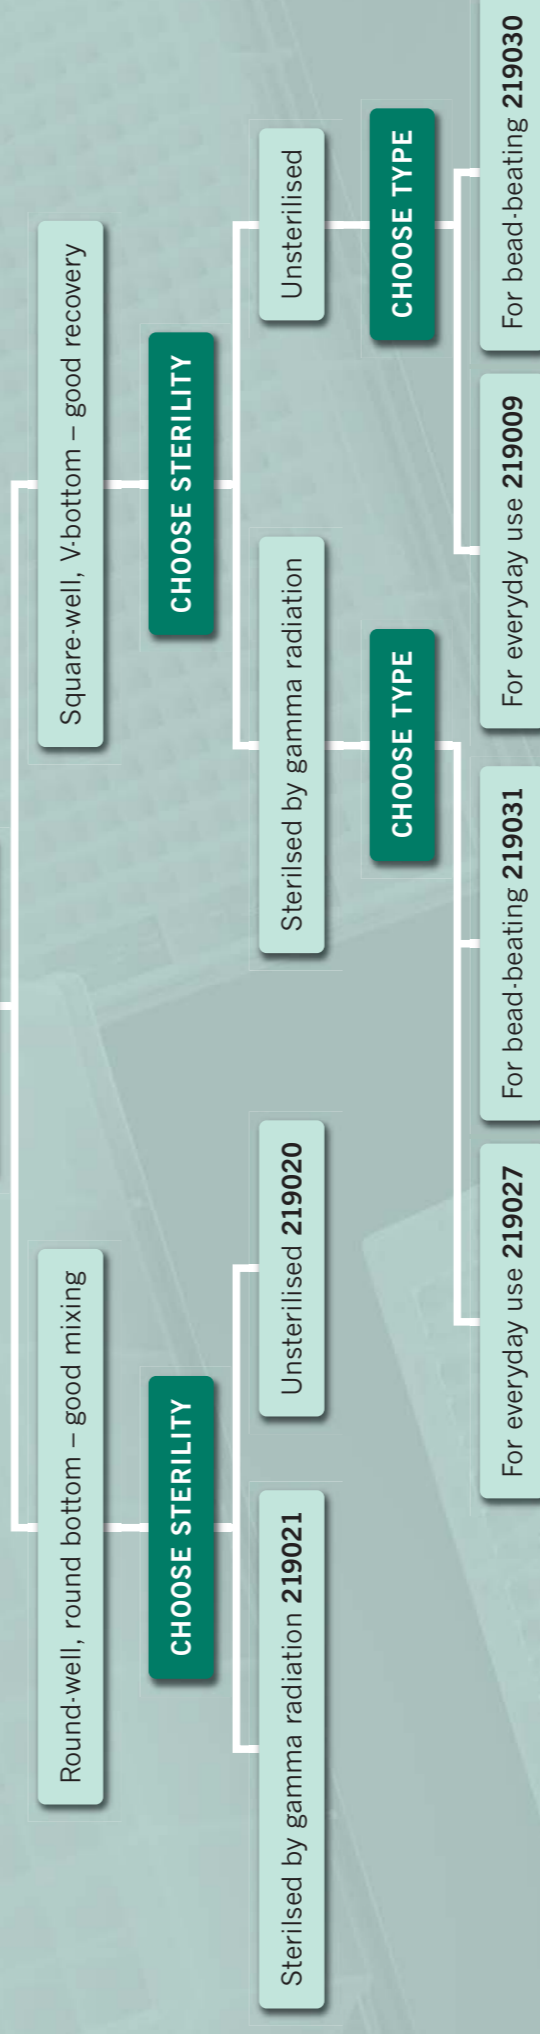 Round-well, round bottom – good mixing
Square-well, V-bottom – good recovery
CHOOSE STERILITY
CHOOSE STERILITY
Sterilsed by gamma radiation 219021
Unsterilised 219020
Sterilsed by gamma radiation
Unsterilised
CHOOSE TYPE
CHOOSE TYPE
For everyday use 219027
For bead-beating 219031
For everyday use 219009
For bead-beating 219030